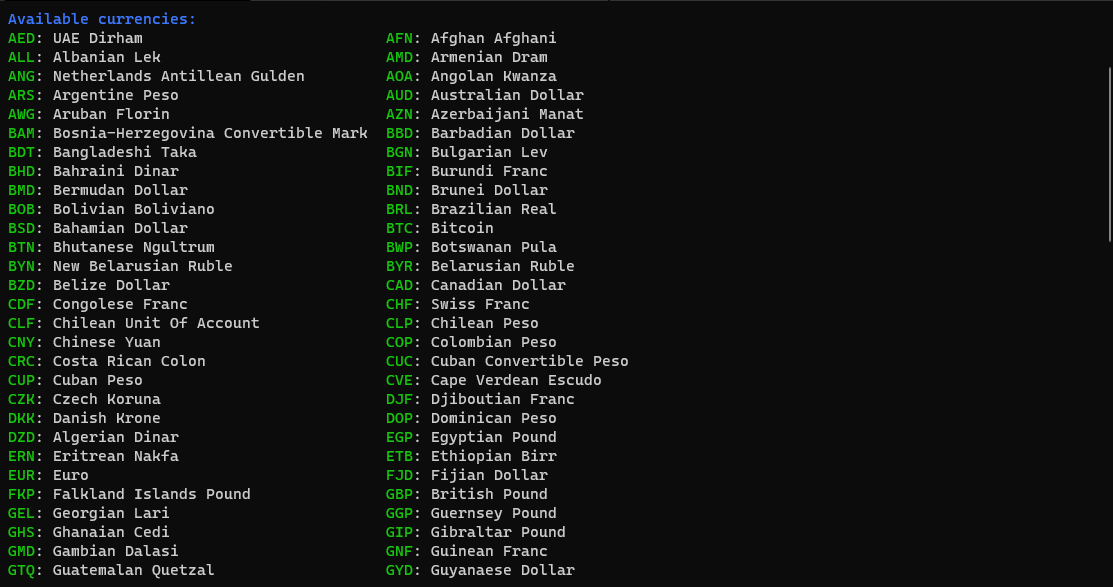 Available currencies:
AED: UAE Dirham AFN: Afghan Afghani
ALL: Albanian Lek AMD: Armenian Dram
ANG: Netherlands Antillean Gulden AOA: Angolan Kwanza
ARS: Argentine Peso AUD: Australian Dollar
AWG: Aruban Florin AZN: Azerbaijani Manat
BAM: Bosnia-Herzegovina Convertible Mark BBD: Barbadian Dollar
BDT: Bangladeshi Taka BGN: Bulgarian Lev
BHD: Bahraini Dinar BIF: Burundi Franc
BMD: Bermudan Dollar BND: Brunei Dollar
BOB: Bolivian Boliviano BRL: Brazilian Real
BSD: Bahamian Dollar BTC: Bitcoin
BTN: Bhutanese Ngultrum BWP: Botswanan Pula
BYN: New Belarusian Ruble BYR: Belarusian Ruble
BZD: Belize Dollar CAD: Canadian Dollar
CDF: Congolese Franc CHF: Swiss Franc
CLF: Chilean Unit Of Account CLP: Chilean Peso
CNY: Chinese Yuan COP: Colombian Peso
CRC: Costa Rican Colon CUC: Cuban Convertible Peso
CUP: Cuban Peso CVE: Cape Verdean Escudo
CZK: Czech Koruna DJF: Djiboutian Franc
DKK: Danish Krone DOP: Dominican Peso
DZD: Algerian Dinar EGP: Egyptian Pound
ERN: Eritrean Nakfa ETB: Ethiopian Birr
EUR: Euro FJD: Fijian Dollar
FKP: Falkland Islands Pound GBP: British Pound
GEL: Georgian Lari GGP: Guernsey Pound
GHS: Ghanaian Cedi GIP: Gibraltar Pound
GMD: Gambian Dalasi GNF: Guinean Franc
GTQ: Guatemalan Quetzal GYD: Guyanaese Dollar